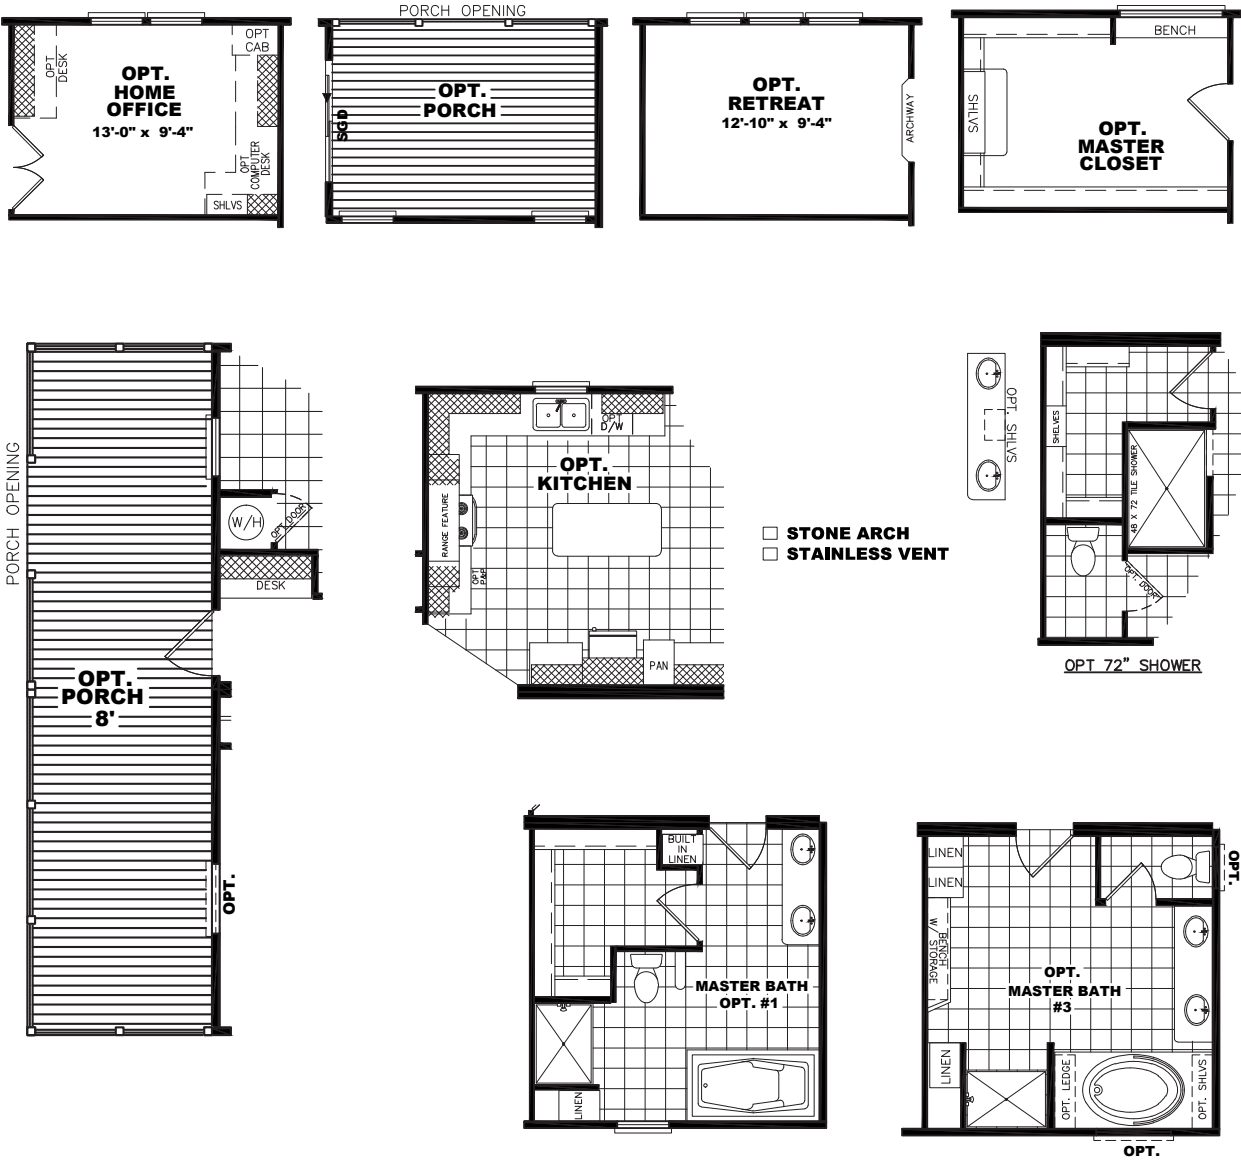 PORCH OPENING
OPT
DESK
OPT.
HOME
OFFICE
13'-0" x 9'-4"
OPT
CAB
OPT
COMPUTER
DESK
SHLVS
SGD
OPT.
PORCH
OPT.
RETREAT
12'-10" x 9'-4"
ARCHWAY
BENCH
SHLVS
OPT.
MASTER
CLOSET
PORCH OPENING
W/H
OPT DOOR
DESK
OPT.
PORCH
8'
OPT.
OPT
D/W
OPT.
KITCHEN
RANGE FEATURE
OPT
P&P
PAN
STONE ARCH
STAINLESS VENT
OPT. SHLVS
SHELVES
48 X 72 TILE SHOWER
OPT. DOOR
OPT 72" SHOWER
BUILT
IN
LINEN
MASTER BATH
OPT. #1
LINEN
LINEN
LINEN
BENCH
W/ STORAGE
OPT.
OPT.
MASTER BATH
#3
LINEN
OPT. LEDGE
OPT. SHLVS
OPT.